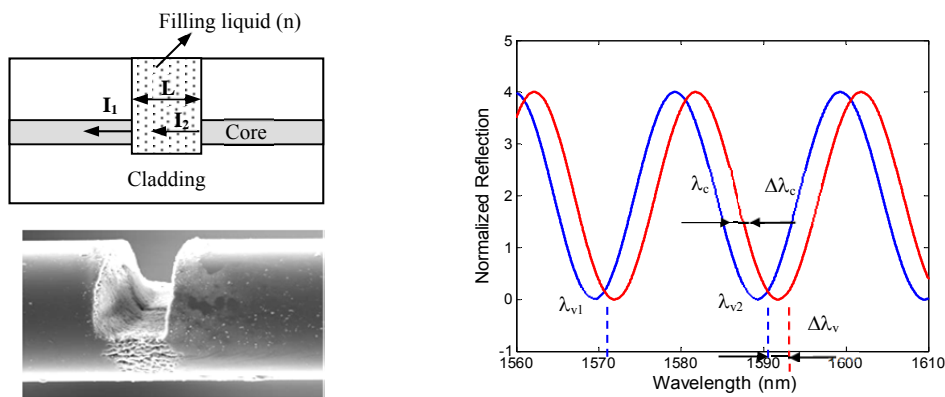 Filling liquid (n)
L
I₁
I₂
Core
Cladding
Normalized Reflection
5
4
3
2
1
0
-1
λc
Δλc
λv1
λv2
Δλv
1560
1570
1580
1590
1600
1610
Wavelength (nm)